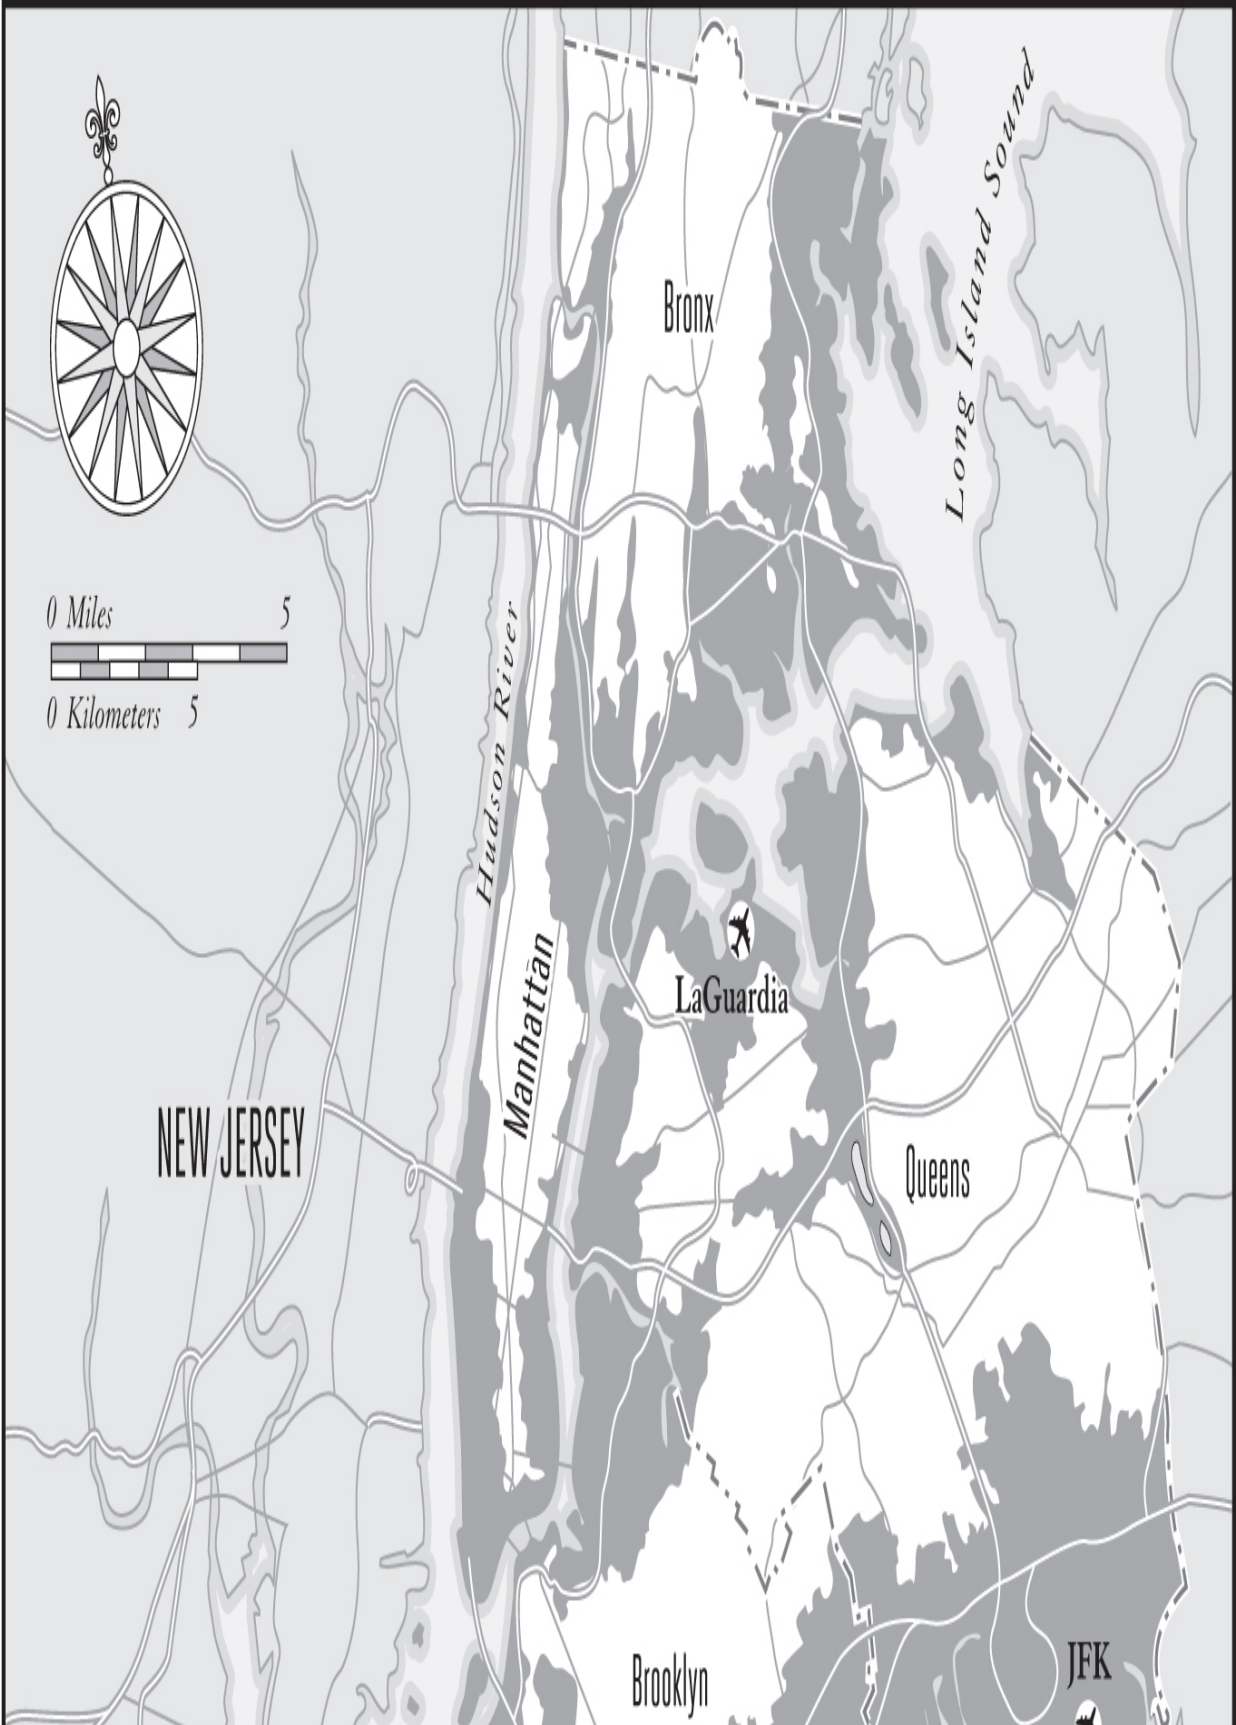 Long Island Sound
Bronx
0 Miles 5
0 Kilometers 5
Hudson River
Manhattan
LaGuardia
NEW JERSEY
Queens
JFK
Brooklyn